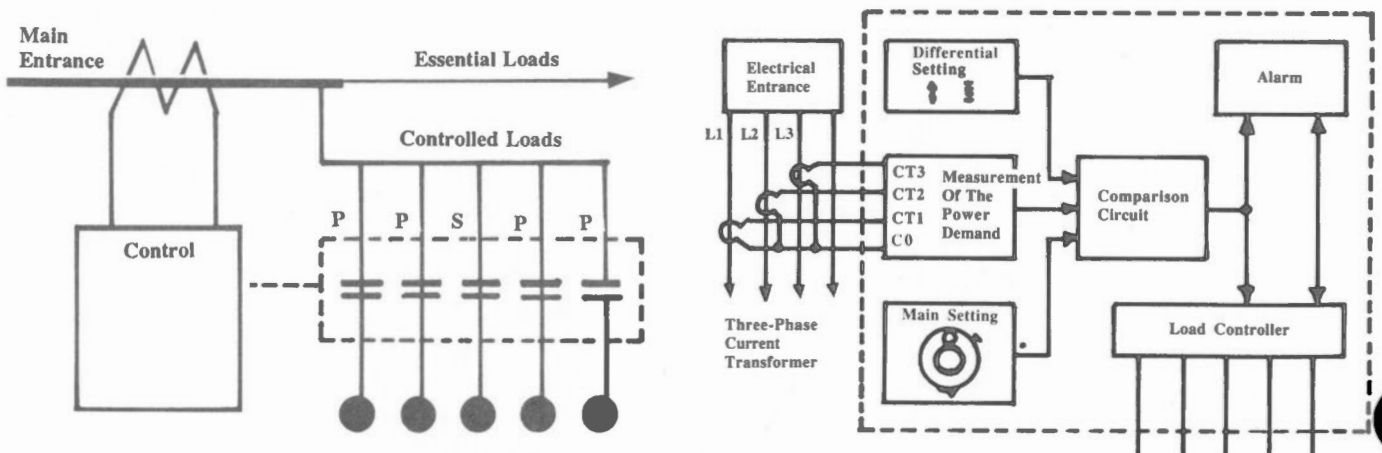 Main
Entrance
Essential Loads
Controlled Loads
P P S P P
Control
Electrical
Entrance
L1 L2 L3
Three-Phase
Current
Transformer
Differential
Setting
CT3
CT2
CT1
C0
Measurement
Of The
Power
Demand
Main Setting
Comparison
Circuit
Alarm
Load Controller